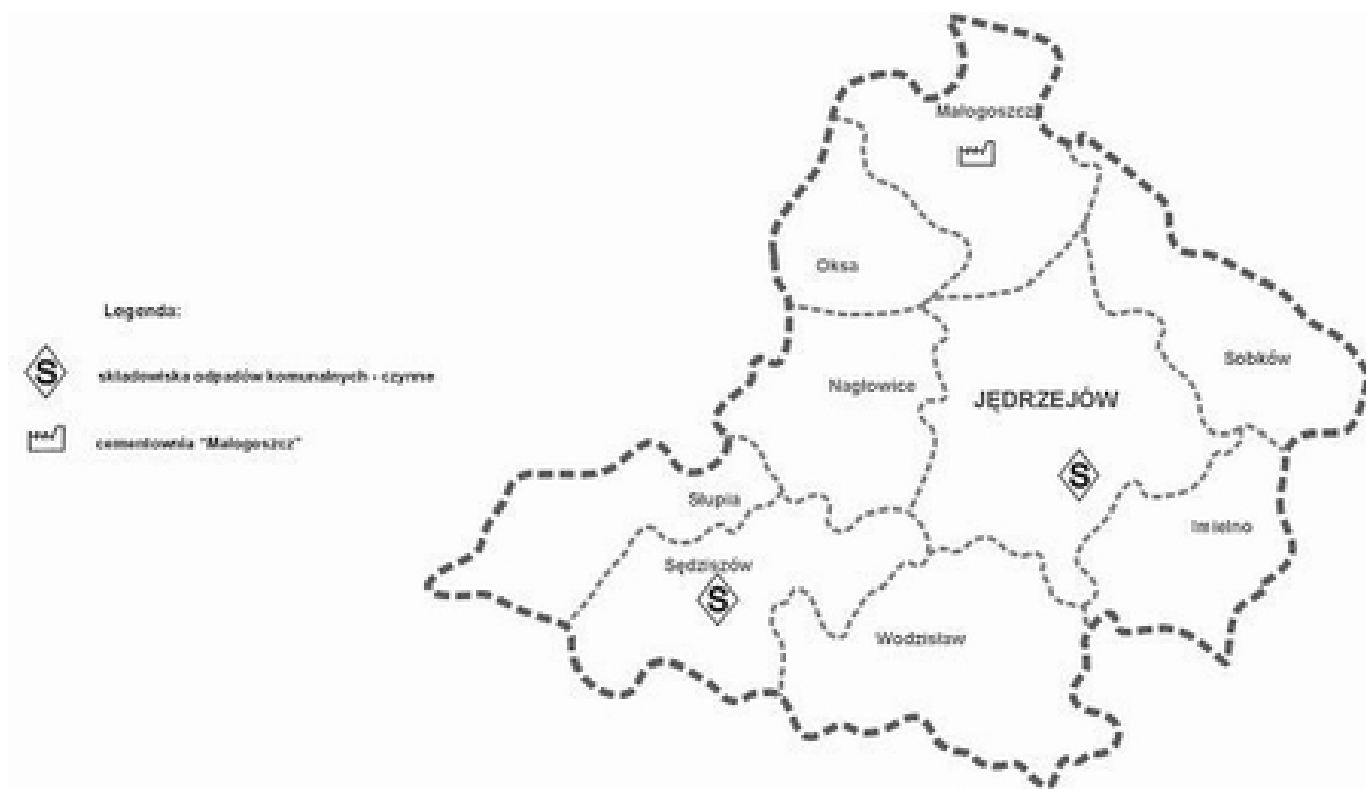 Małogoszcz
Oksa
Legenda:
S składowiska odpadów komunalnych - czynne
cementownia "Małogoszcz"
Sobków
Nagłowice
JĘDRZEJÓW
S
Słupia
Imielno
Sędziszów
S
Wodzisław